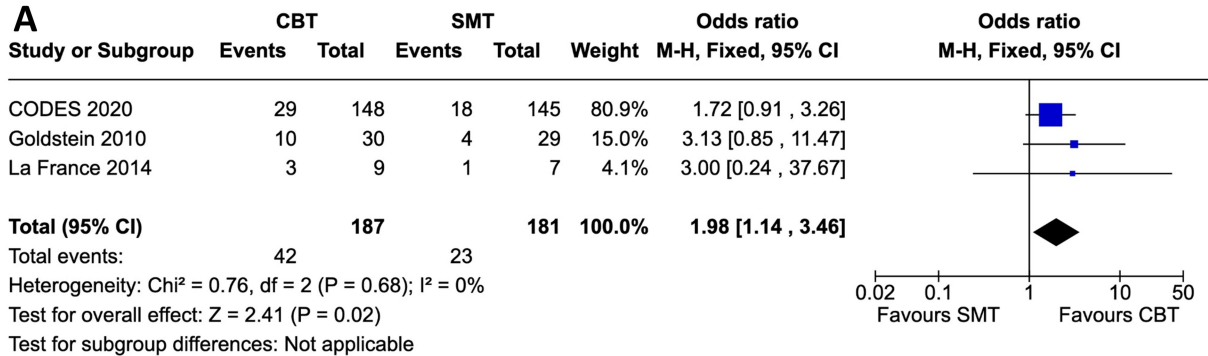 A
CBT SMT Odds ratio Odds ratio
Study or Subgroup Events Total Events Total Weight M-H, Fixed, 95% CI M-H, Fixed, 95% CI
CODES 2020 29 148 18 145 80.9% 1.72 [0.91 , 3.26]
Goldstein 2010 10 30 4 29 15.0% 3.13 [0.85 , 11.47]
La France 2014 3 9 1 7 4.1% 3.00 [0.24 , 37.67]
Total (95% CI) 187 181 100.0% 1.98 [1.14 , 3.46]
Total events: 42 23
Heterogeneity: Chi² = 0.76, df = 2 (P = 0.68); I² = 0%
Test for overall effect: Z = 2.41 (P = 0.02)
Test for subgroup differences: Not applicable
0.02 0.1 1 10 50
Favours SMT Favours CBT